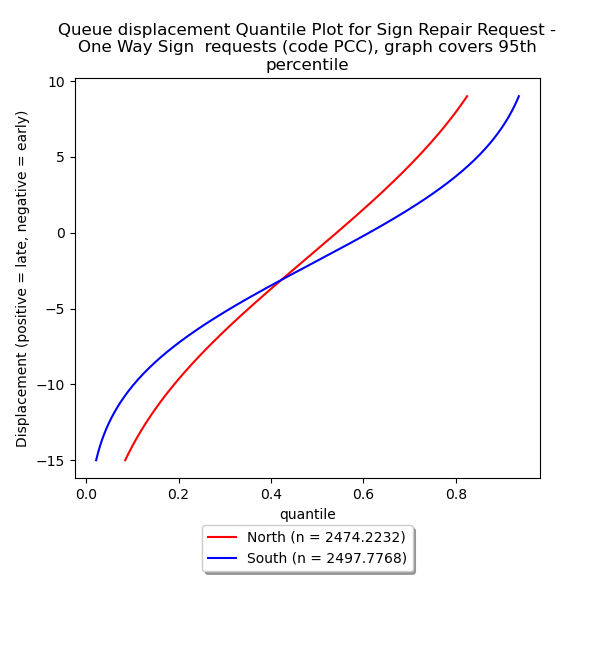 Queue displacement Quantile Plot for Sign Repair Request -
One Way Sign  requests (code PCC), graph covers 95th
percentile
Displacement (positive = late, negative = early)
10
5
0
−5
−10
−15
0.0 0.2 0.4 0.6 0.8
quantile
North (n = 2474.2232)
South (n = 2497.7768)